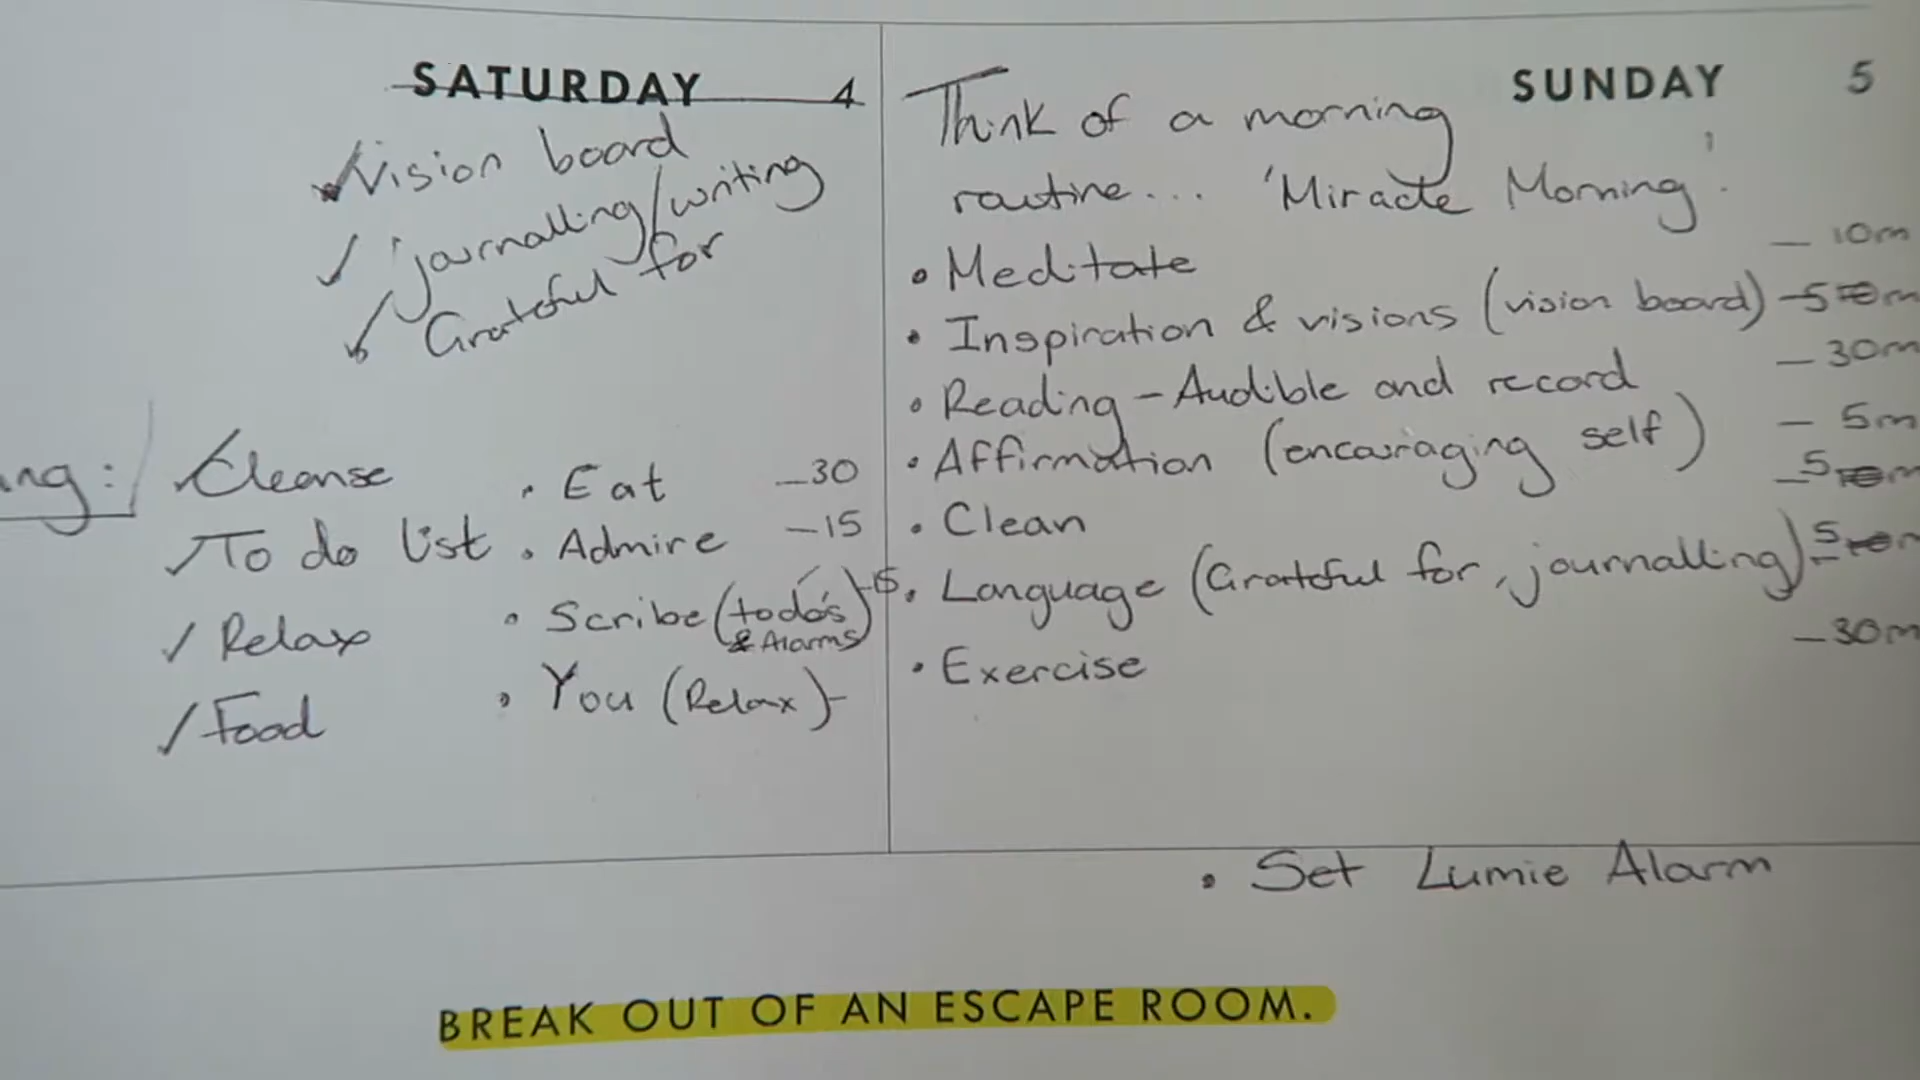 SATURDAY 4
Vision board
journalling/writing
Grateful for
Cleanse
To do list
Relax
Food
• Eat -30
• Admire -15
• Scribe (todo's & Alarms)
• You (Relax) -
SUNDAY 5
Think of a morning
routine... 'Miracle Morning'.
• Meditate - 10m
• Inspiration & visions (vision board) - 5m
• Reading - Audible and record - 30m
• Affirmation (encouraging self) - 5m
• Clean - 5m
• Language (Grateful for, journalling) - 5
• Exercise - 30m
• Set Lumie Alarm
BREAK OUT OF AN ESCAPE ROOM.